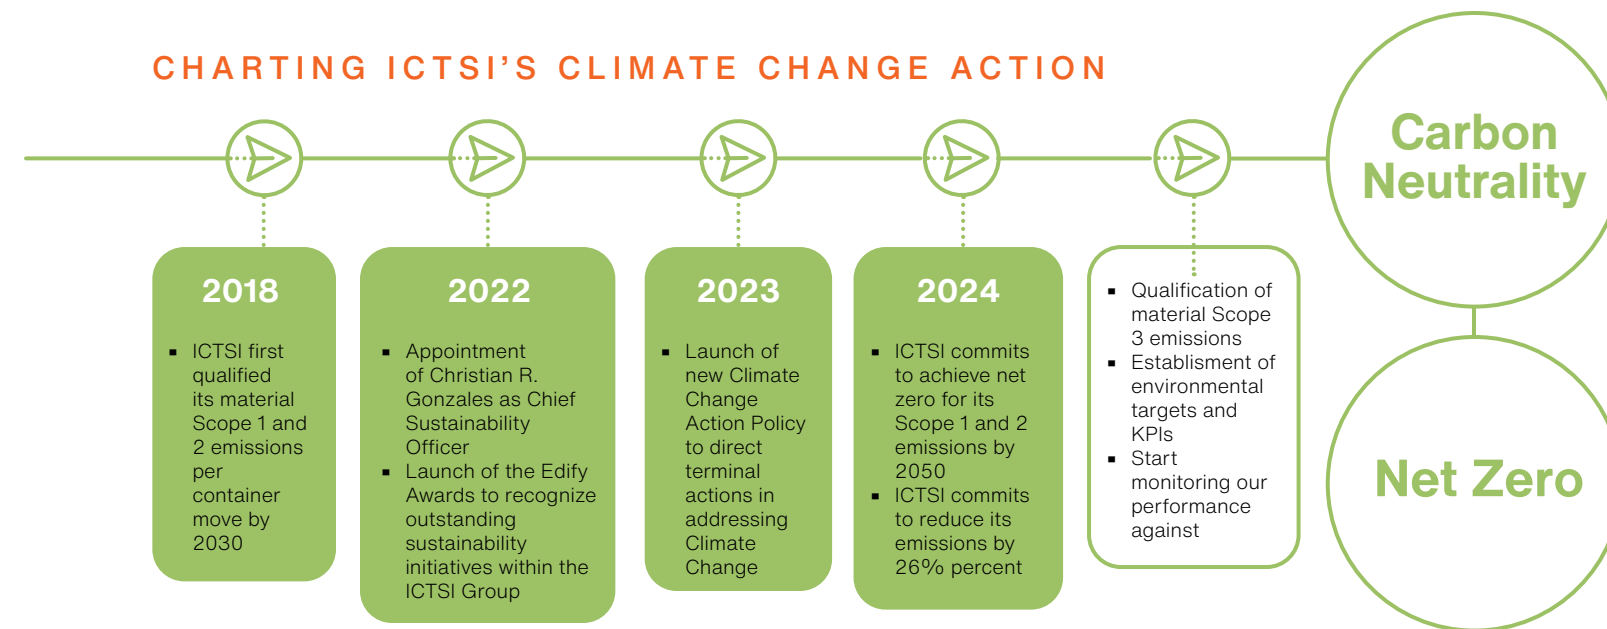 CHARTING ICTSI’S CLIMATE CHANGE ACTION
2018
▪ ICTSI first
qualified
its material
Scope 1 and
2 emissions
per
container
move by
2030
2022
▪ Appointment
of Christian R.
Gonzales as Chief
Sustainability
Officer
▪ Launch of the Edify
Awards to recognize
outstanding
sustainability
initiatives within the
ICTSI Group
2023
▪ Launch of
new Climate
Change
Action Policy
to direct
terminal
actions in
addressing
Climate
Change
2024
▪ ICTSI commits
to achieve net
zero for its
Scope 1 and 2
emissions by
2050
▪ ICTSI commits
to reduce its
emissions by
26% percent
▪ Qualification of
material Scope
3 emissions
▪ Establisment of
environmental
targets and
KPIs
▪ Start
monitoring our
performance
against
Carbon
Neutrality
Net Zero